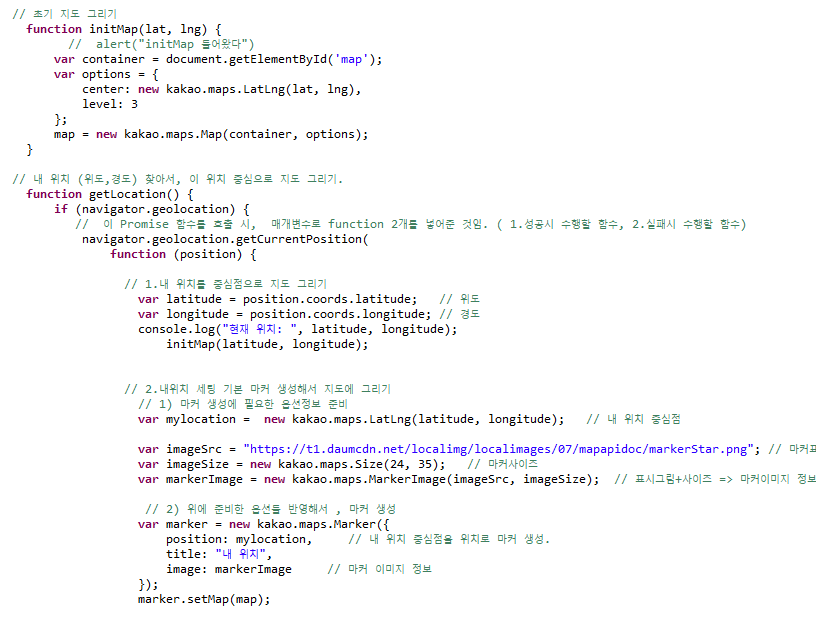 // 초기 지도 그리기
function initMap(lat, lng) {
// alert("initMap 들어왔다")
var container = document.getElementById('map');
var options = {
center: new kakao.maps.LatLng(lat, lng),
level: 3
};
map = new kakao.maps.Map(container, options);
}
// 내 위치 (위도,경도) 찾아서, 이 위치 중심으로 지도 그리기.
function getLocation() {
if (navigator.geolocation) {
// 이 Promise 함수를 호출 시, 매개변수로 function 2개를 넣어준 것임. ( 1.성공시 수행할 함수, 2.실패시 수행할 함수)
navigator.geolocation.getCurrentPosition(
function (position) {
// 1.내 위치를 중심점으로 지도 그리기
var latitude = position.coords.latitude; // 위도
var longitude = position.coords.longitude; // 경도
console.log("현재 위치: ", latitude, longitude);
initMap(latitude, longitude);
// 2.내위치 세팅 기본 마커 생성해서 지도에 그리기
// 1) 마커 생성에 필요한 옵션정보 준비
var mylocation = new kakao.maps.LatLng(latitude, longitude); // 내 위치 중심점
var imageSrc = "https://t1.daumcdn.net/localimg/localimages/07/mapapidoc/markerStar.png"; // 마커
var imageSize = new kakao.maps.Size(24, 35); // 마커사이즈
var markerImage = new kakao.maps.MarkerImage(imageSrc, imageSize); // 표시그림+사이즈 => 마커이미지 정보
// 2) 위에 준비한 옵션들 반영해서 , 마커 생성
var marker = new kakao.maps.Marker({
position: mylocation, // 내 위치 중심점을 위치로 마커 생성.
title: "내 위치",
image: markerImage // 마커 이미지 정보
});
marker.setMap(map);